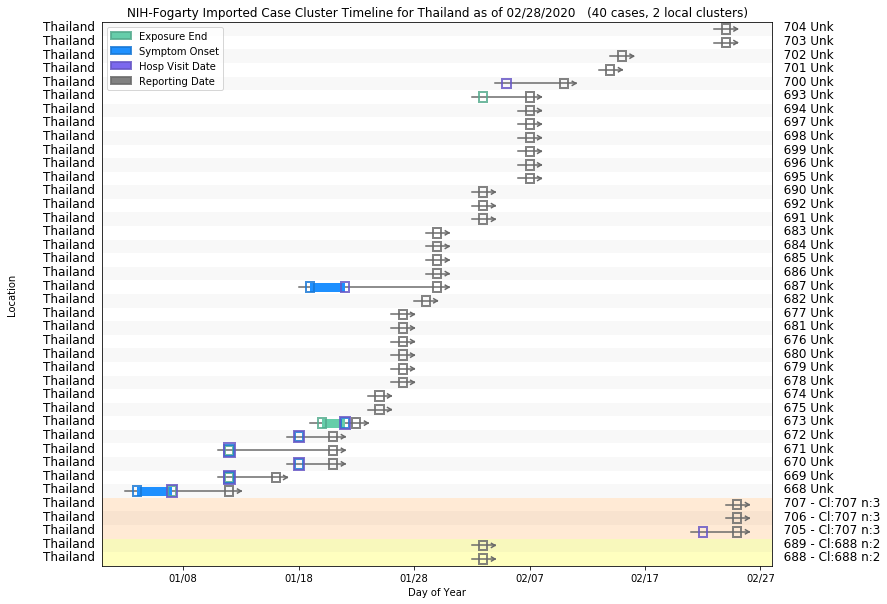 NIH-Fogarty Imported Case Cluster Timeline for Thailand as of 02/28/2020 (40 cases, 2 local clusters)
Exposure End
Symptom Onset
Hosp Visit Date
Reporting Date
Thailand 704 Unk
Thailand 703 Unk
Thailand 702 Unk
Thailand 701 Unk
Thailand 700 Unk
Thailand 693 Unk
Thailand 694 Unk
Thailand 697 Unk
Thailand 698 Unk
Thailand 699 Unk
Thailand 696 Unk
Thailand 695 Unk
Thailand 690 Unk
Thailand 692 Unk
Thailand 691 Unk
Thailand 683 Unk
Thailand 684 Unk
Thailand 685 Unk
Thailand 686 Unk
Thailand 687 Unk
Thailand 682 Unk
Thailand 677 Unk
Thailand 681 Unk
Thailand 676 Unk
Thailand 680 Unk
Thailand 679 Unk
Thailand 678 Unk
Thailand 674 Unk
Thailand 675 Unk
Thailand 673 Unk
Thailand 672 Unk
Thailand 671 Unk
Thailand 670 Unk
Thailand 669 Unk
Thailand 668 Unk
Thailand 707 - Cl:707 n:3
Thailand 706 - Cl:707 n:3
Thailand 705 - Cl:707 n:3
Thailand 689 - Cl:688 n:2
Thailand 688 - Cl:688 n:2
Location
01/08 01/18 01/28 02/07 02/17 02/27
Day of Year